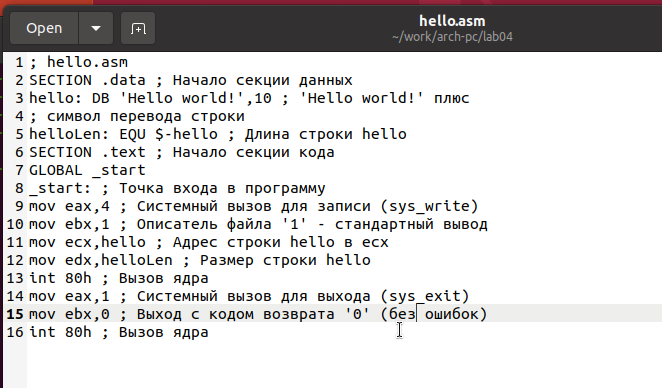 Open
hello.asm
~/work/arch-pc/lab04
1 ; hello.asm
2 SECTION .data ; Начало секции данных
3 hello: DB 'Hello world!',10 ; 'Hello world!' плюс
4 ; символ перевода строки
5 helloLen: EQU $-hello ; Длина строки hello
6 SECTION .text ; Начало секции кода
7 GLOBAL _start
8 _start: ; Точка входа в программу
9 mov eax,4 ; Системный вызов для записи (sys_write)
10 mov ebx,1 ; Описатель файла '1' - стандартный вывод
11 mov ecx,hello ; Адрес строки hello в ecx
12 mov edx,helloLen ; Размер строки hello
13 int 80h ; Вызов ядра
14 mov eax,1 ; Системный вызов для выхода (sys_exit)
15 mov ebx,0 ; Выход с кодом возврата '0' (без ошибок)
16 int 80h ; Вызов ядра